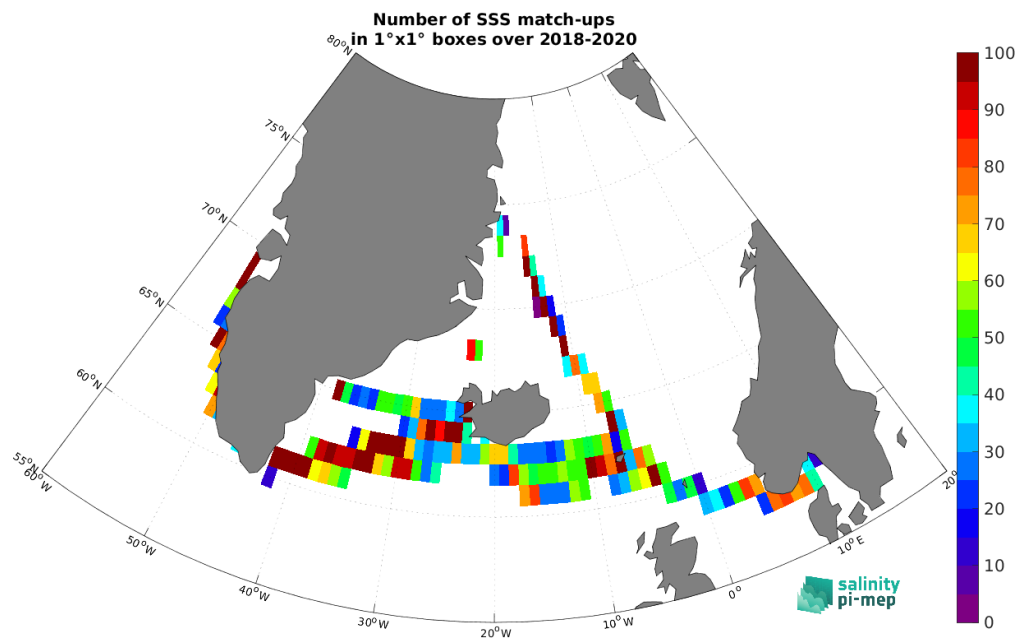 Number of SSS match-ups
in 1°x1° boxes over 2018-2020
80°N
75°N
70°N
65°N
60°N
55°N
60°W
50°W
40°W
30°W
20°W
10°W
0°
10°E
20°
100
90
80
70
60
50
40
30
20
10
0
salinity
pi-mep